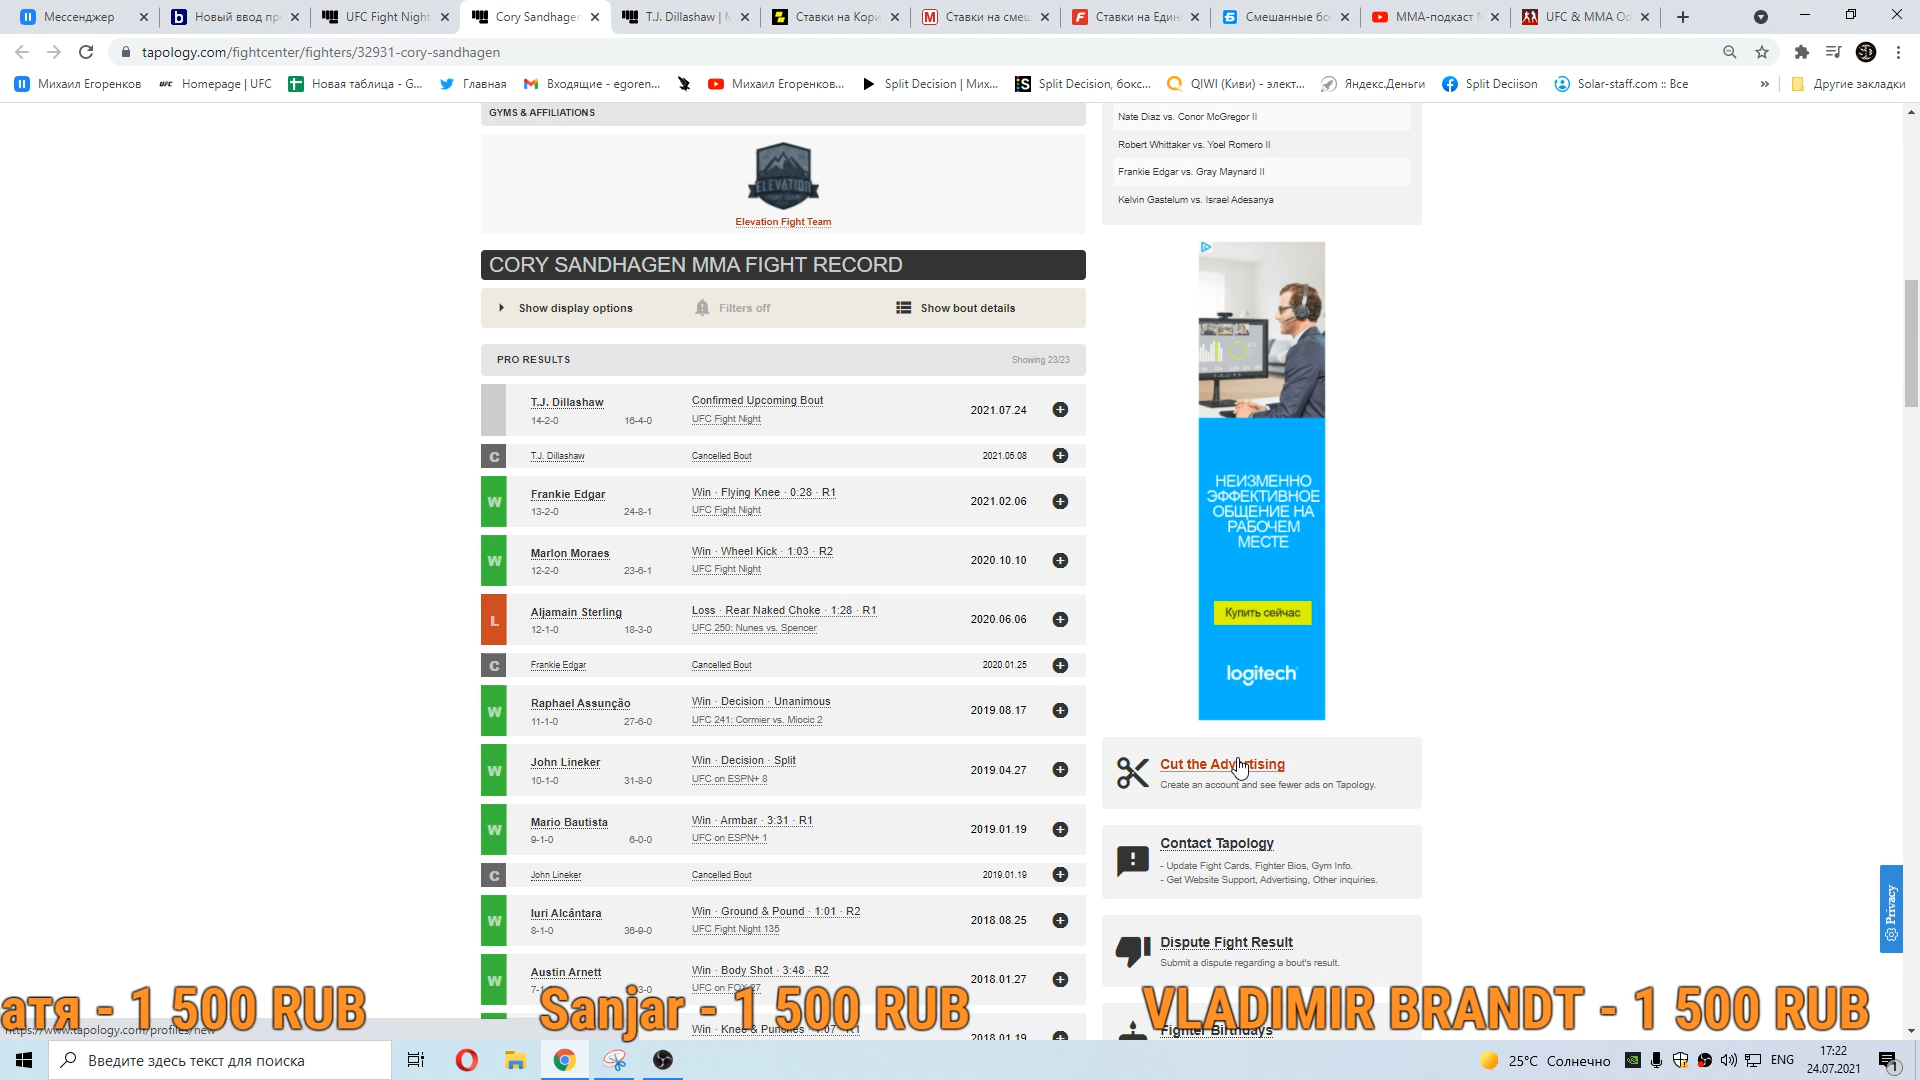 Мессенджер
Новый ввод пр
UFC Fight Night
Cory Sandhagen
T.J. Dillashaw | M
Ставки на Кори
Ставки на смеш
Ставки на Един
Смешанные бо
MMA-подкаст
UFC & MMA Od
tapology.com/fightcenter/fighters/32931-cory-sandhagen
Михаил Егоренков
Homepage | UFC
Новая таблица - G...
Главная
Входящие - egoren...
Михаил Егоренков...
Split Decision | Мих...
Split Decision, бокс...
QIWI (Киви) - элект...
Яндекс.Деньги
Split Deciison
Solar-staff.com :: Все
»
Другие закладки
GYMS & AFFILIATIONS
ELEVATION
Elevation Fight Team
CORY SANDHAGEN MMA FIGHT RECORD
Show display options
Filters off
Show bout details
PRO RESULTS
Showing 23/23
T.J. Dillashaw
Confirmed Upcoming Bout
2021.07.24
14-2-0
16-4-0
UFC Fight Night
C
T.J. Dillashaw
Cancelled Bout
2021.05.08
W
Frankie Edgar
Win · Flying Knee · 0:28 · R1
2021.02.06
13-2-0
24-8-1
UFC Fight Night
W
Marlon Moraes
Win · Wheel Kick · 1:03 · R2
2020.10.10
12-2-0
23-6-1
UFC Fight Night
L
Aljamain Sterling
Loss · Rear Naked Choke · 1:28 · R1
2020.06.06
12-1-0
18-3-0
UFC 250: Nunes vs. Spencer
C
Frankie Edgar
Cancelled Bout
2020.01.25
W
Raphael Assunção
Win · Decision · Unanimous
2019.08.17
11-1-0
27-6-0
UFC 241: Cormier vs. Miocic 2
W
John Lineker
Win · Decision · Split
2019.04.27
10-1-0
31-8-0
UFC on ESPN+ 8
W
Mario Bautista
Win · Armbar · 3:31 · R1
2019.01.19
9-1-0
6-0-0
UFC on ESPN+ 1
C
John Lineker
Cancelled Bout
2019.01.19
W
Iuri Alcântara
Win · Ground & Pound · 1:01 · R2
2018.08.25
8-1-0
36-9-0
UFC Fight Night 135
W
Austin Arnett
Win · Body Shot · 3:48 · R2
2018.01.27
UFC on FOX 27
Win · Knee & Punches · 1:07 · R1
2018.01.19
Nate Diaz vs. Conor McGregor II
Robert Whittaker vs. Yoel Romero II
Frankie Edgar vs. Gray Maynard II
Kelvin Gastelum vs. Israel Adesanya
НЕИЗМЕННО
ЭФФЕКТИВНОЕ
ОБЩЕНИЕ НА
РАБОЧЕМ
МЕСТЕ
Купить сейчас
logitech
Cut the Advertising
Create an account and see fewer ads on Tapology.
Contact Tapology
- Update Fight Cards, Fighter Bios, Gym Info.
- Get Website Support, Advertising, Other inquiries.
Dispute Fight Result
Submit a dispute regarding a bout's result.
Fighter Birthdays
Privacy
атя - 1 500 RUB
Sanjar - 1 500 RUB
VLADIMIR BRANDT - 1 500 RUB
https://www.tapology.com/profiles/new
Введите здесь текст для поиска
25°C Солнечно
ENG
17:22
24.07.2021
1